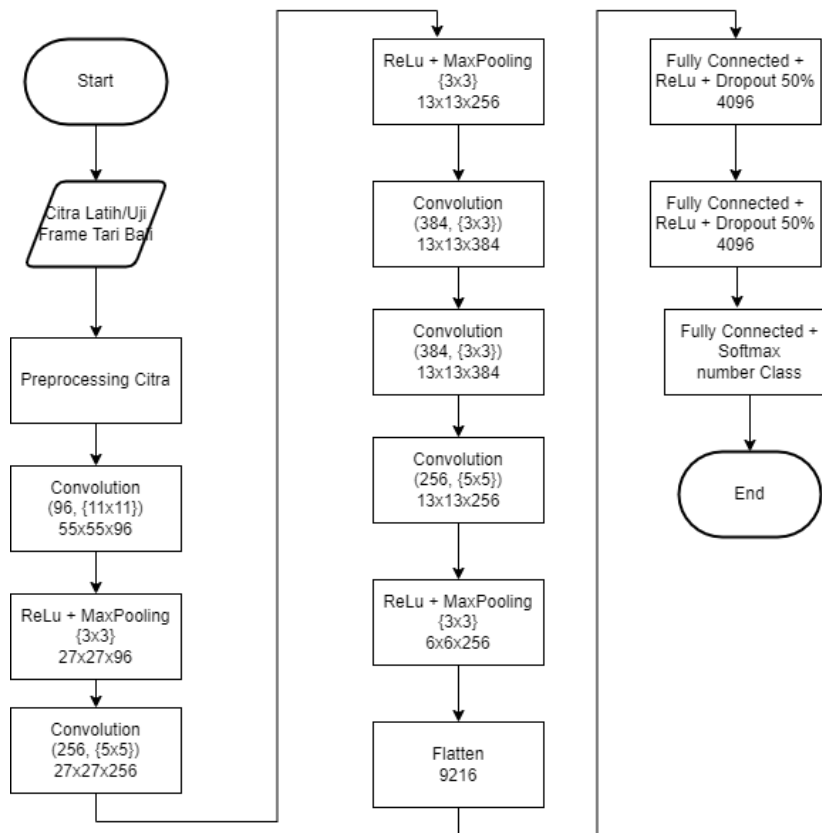 Start
Citra Latih/Uji
Frame Tari Bali
Preprocessing Citra
Convolution
(96, {11x11})
55x55x96
ReLu + MaxPooling
{3x3}
27x27x96
Convolution
(256, {5x5})
27x27x256
ReLu + MaxPooling
{3x3}
13x13x256
Convolution
(384, {3x3})
13x13x384
Convolution
(384, {3x3})
13x13x384
Convolution
(256, {5x5})
13x13x256
ReLu + MaxPooling
{3x3}
6x6x256
Flatten
9216
Fully Connected +
ReLu + Dropout 50%
4096
Fully Connected +
ReLu + Dropout 50%
4096
Fully Connected +
Softmax
number Class
End